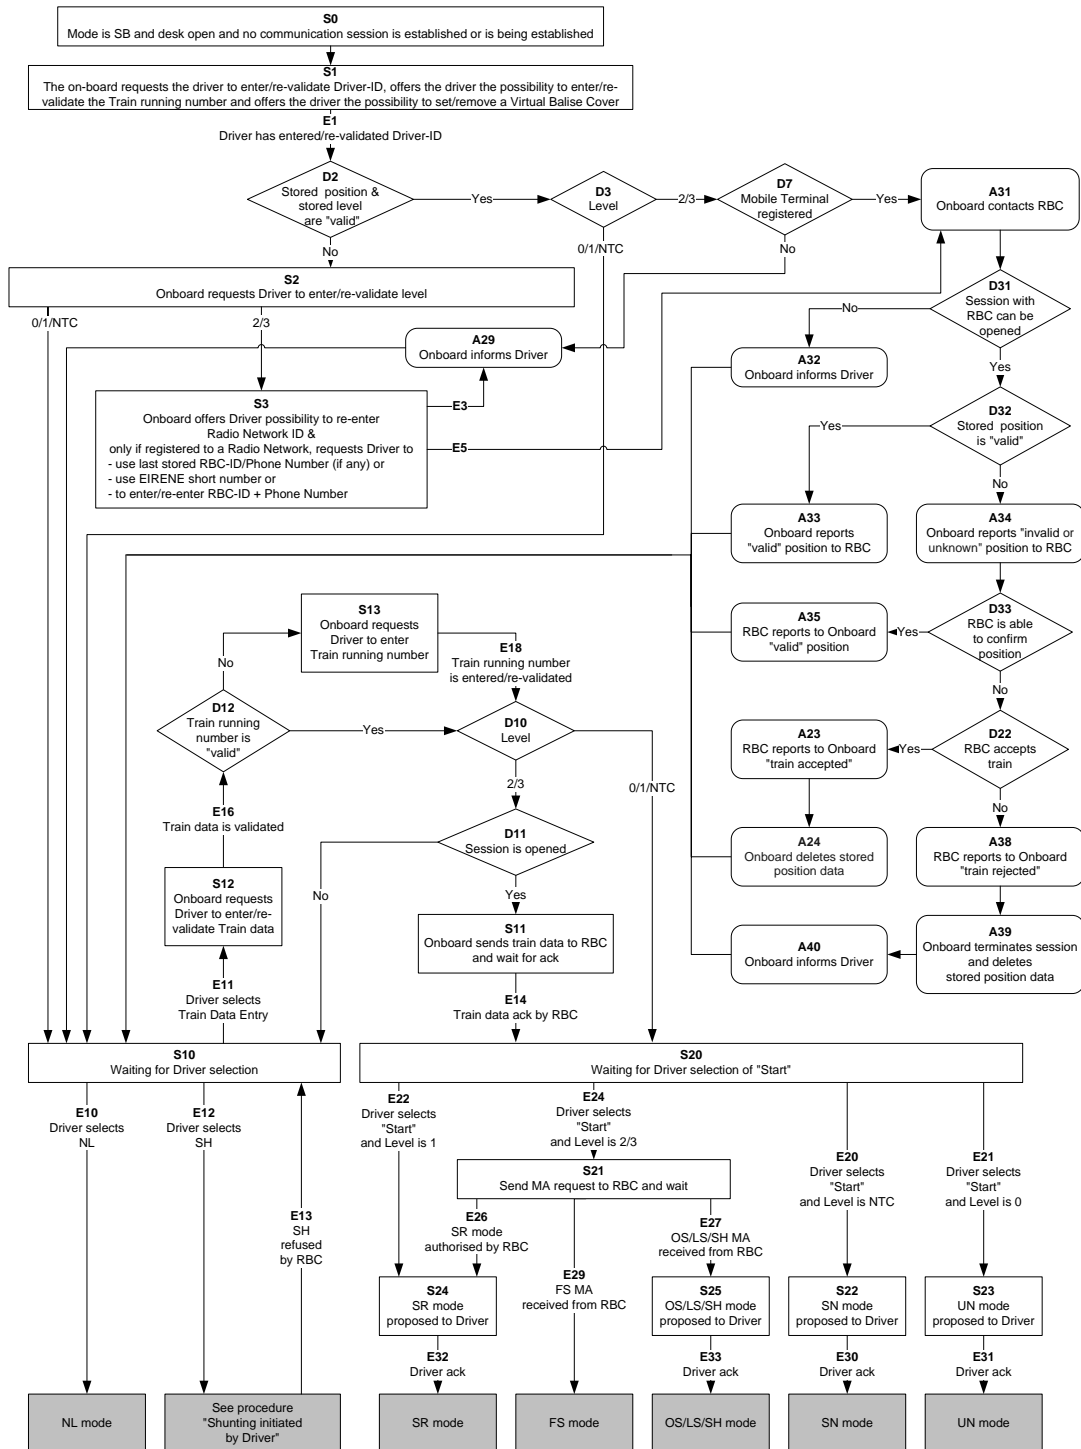 S0
Mode is SB and desk open and no communication session is established or is being established
S1
The on-board requests the driver to enter/re-validate Driver-ID, offers the driver the possibility to enter/re-
validate the Train running number and offers the driver the possibility to set/remove a Virtual Balise Cover
E1
Driver has entered/re-validated Driver-ID
D2
Stored position &
stored level
are "valid"
Yes
No
D3
Level
2/3
0/1/NTC
D7
Mobile Terminal
registered
Yes
No
A31
Onboard contacts RBC
S2
Onboard requests Driver to enter/re-validate level
0/1/NTC
2/3
D31
Session with
RBC can be
opened
No
Yes
A29
Onboard informs Driver
A32
Onboard informs Driver
S3
Onboard offers Driver possibility to re-enter
Radio Network ID &
only if registered to a Radio Network, requests Driver to
- use last stored RBC-ID/Phone Number (if any) or
- use EIRENE short number or
- to enter/re-enter RBC-ID + Phone Number
E3
E5
D32
Stored position
is "valid"
Yes
No
A33
Onboard reports
"valid" position to RBC
A34
Onboard reports "invalid or
unknown" position to RBC
S13
Onboard requests
Driver to enter
Train running number
A35
RBC reports to Onboard
"valid" position
Yes
D33
RBC is able
to confirm
position
No
No
E18
Train running number
is entered/re-validated
D12
Train running
number is
"valid"
Yes
D10
Level
2/3
0/1/NTC
A23
RBC reports to Onboard
"train accepted"
Yes
D22
RBC accepts
train
No
E16
Train data is validated
D11
Session is opened
No
Yes
A24
Onboard deletes stored
position data
A38
RBC reports to Onboard
"train rejected"
S12
Onboard requests
Driver to enter/re-
validate Train data
S11
Onboard sends train data to RBC
and wait for ack
A40
Onboard informs Driver
A39
Onboard terminates session
and deletes
stored position data
E11
Driver selects
Train Data Entry
E14
Train data ack by RBC
S10
Waiting for Driver selection
S20
Waiting for Driver selection of "Start"
E10
Driver selects
NL
E12
Driver selects
SH
E13
SH
refused
by RBC
E22
Driver selects
"Start"
and Level is 1
E24
Driver selects
"Start"
and Level is 2/3
E20
Driver selects
"Start"
and Level is NTC
E21
Driver selects
"Start"
and Level is 0
S21
Send MA request to RBC and wait
E26
SR mode
authorised by RBC
E29
FS MA
received from RBC
E27
OS/LS/SH MA
received from RBC
S24
SR mode
proposed to Driver
S25
OS/LS/SH mode
proposed to Driver
S22
SN mode
proposed to Driver
S23
UN mode
proposed to Driver
E32
Driver ack
E33
Driver ack
E30
Driver ack
E31
Driver ack
NL mode
See procedure
"Shunting initiated
by Driver"
SR mode
FS mode
OS/LS/SH mode
SN mode
UN mode